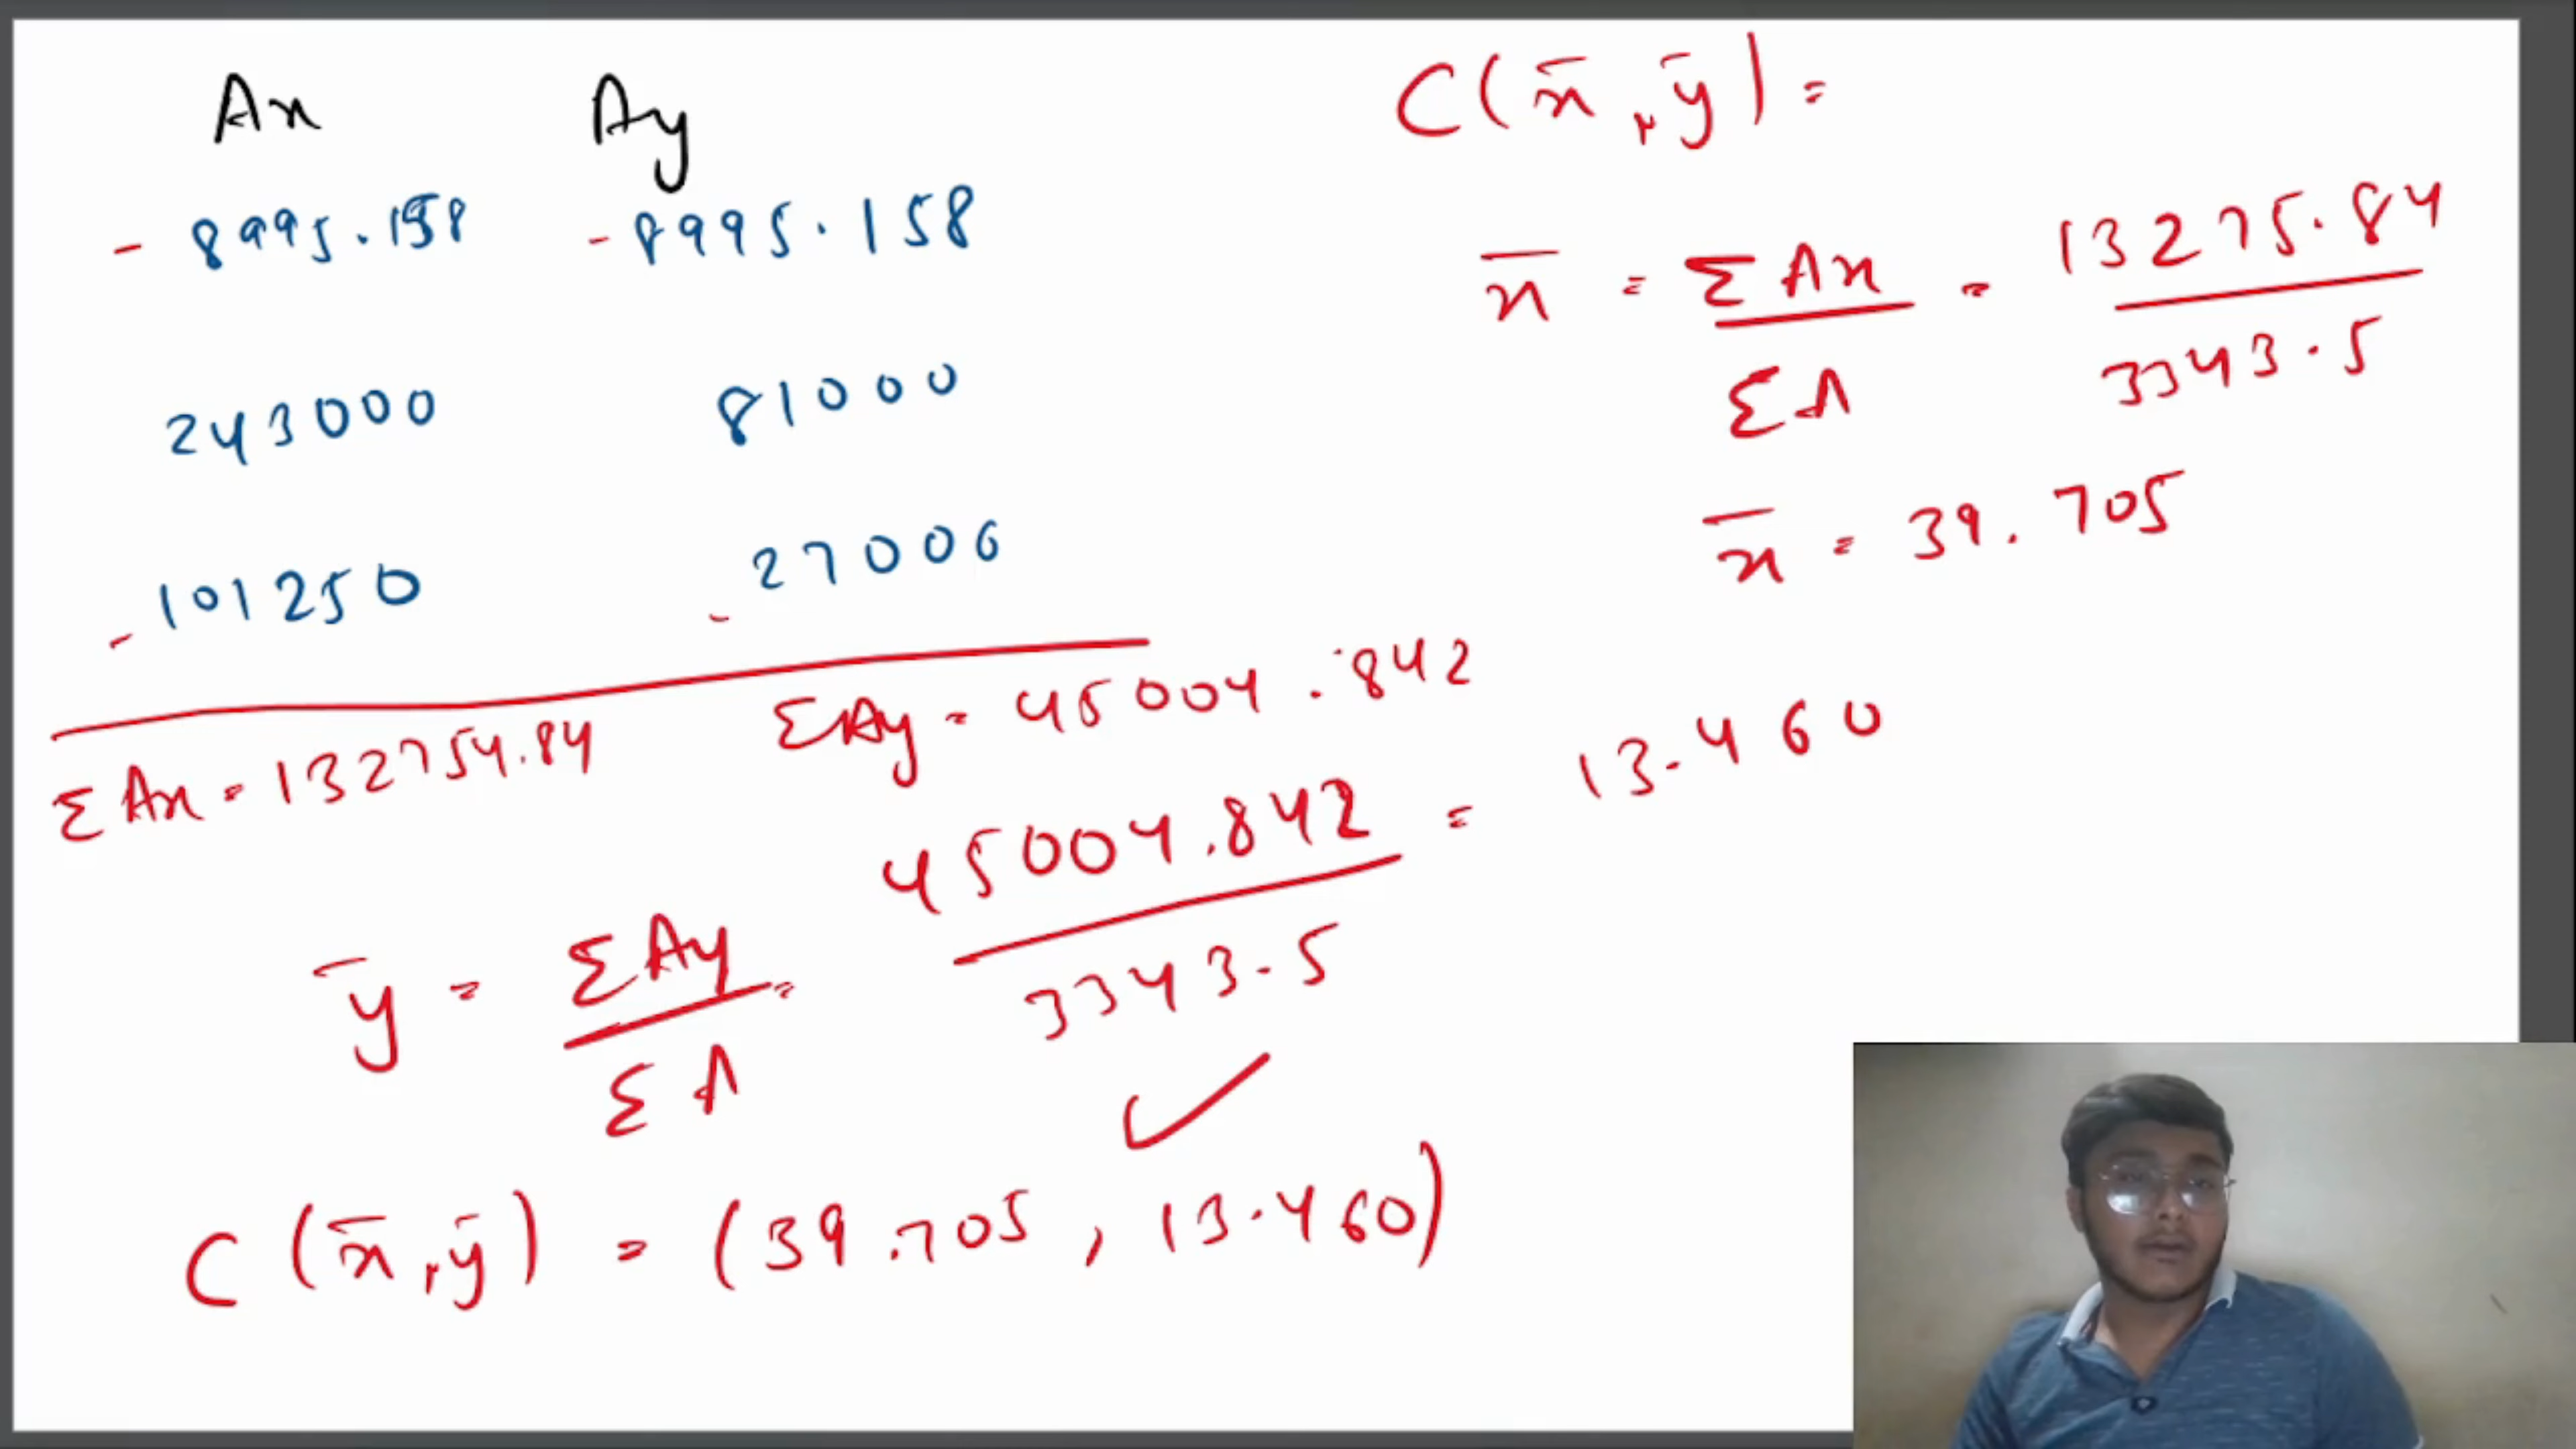 Ax Ay
- 8995.158 - 8995.158
243000 81000
- 101250 - 27000
ΣAx = 132754.84 ΣAy = 45004.842
C(x̄, ȳ) =
x̄ = ΣAx / ΣA = 13275.84 / 3343.5
x̄ = 39.705
ȳ = ΣAy / ΣA = 45004.842 / 3343.5 = 13.460
C(x̄, ȳ) = (39.705, 13.460)